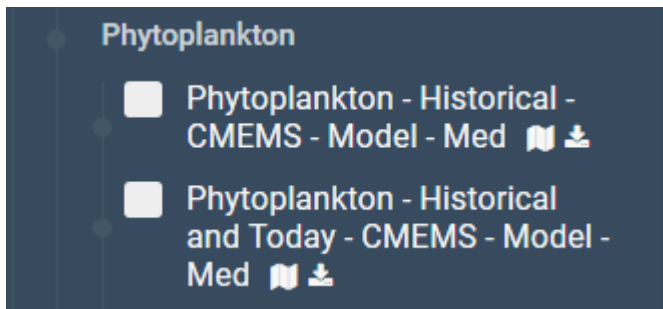 Phytoplankton
Phytoplankton - Historical -
CMEMS - Model - Med
Phytoplankton - Historical
and Today - CMEMS - Model -
Med